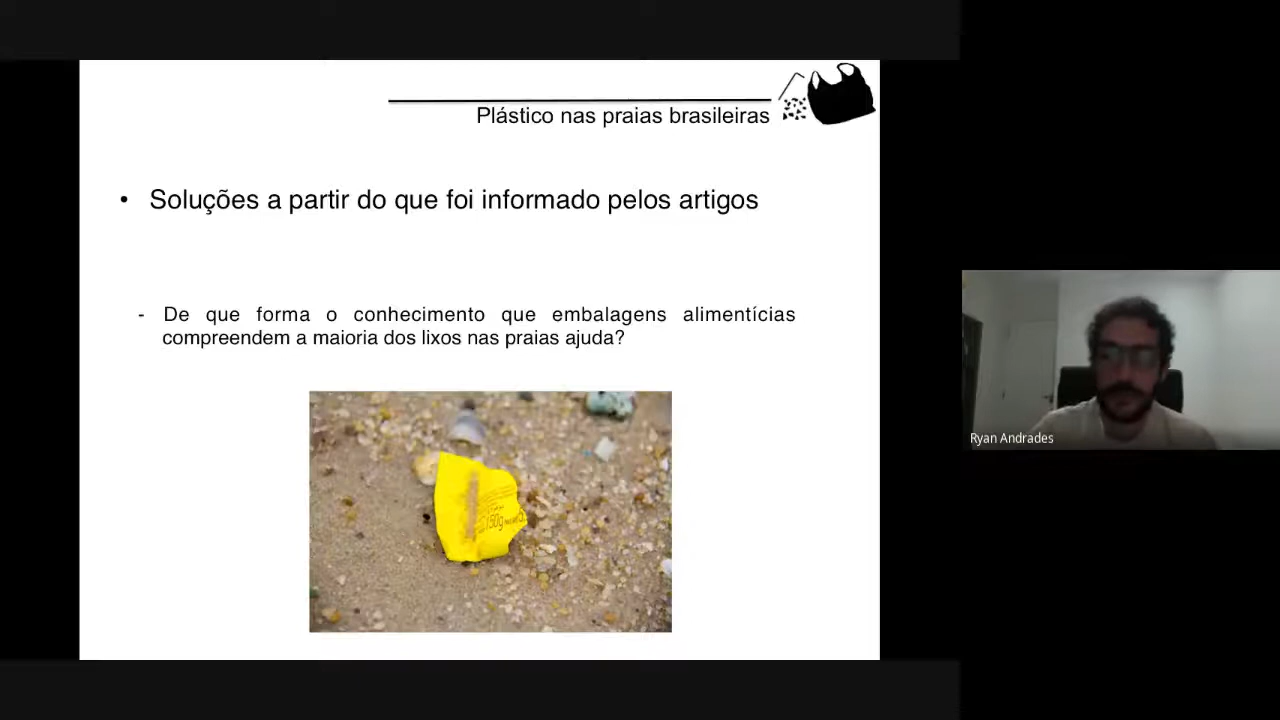 Plástico nas praias brasileiras
• Soluções a partir do que foi informado pelos artigos
- De que forma o conhecimento que embalagens alimentícias
compreendem a maioria dos lixos nas praias ajuda?
150g
Ryan Andrades